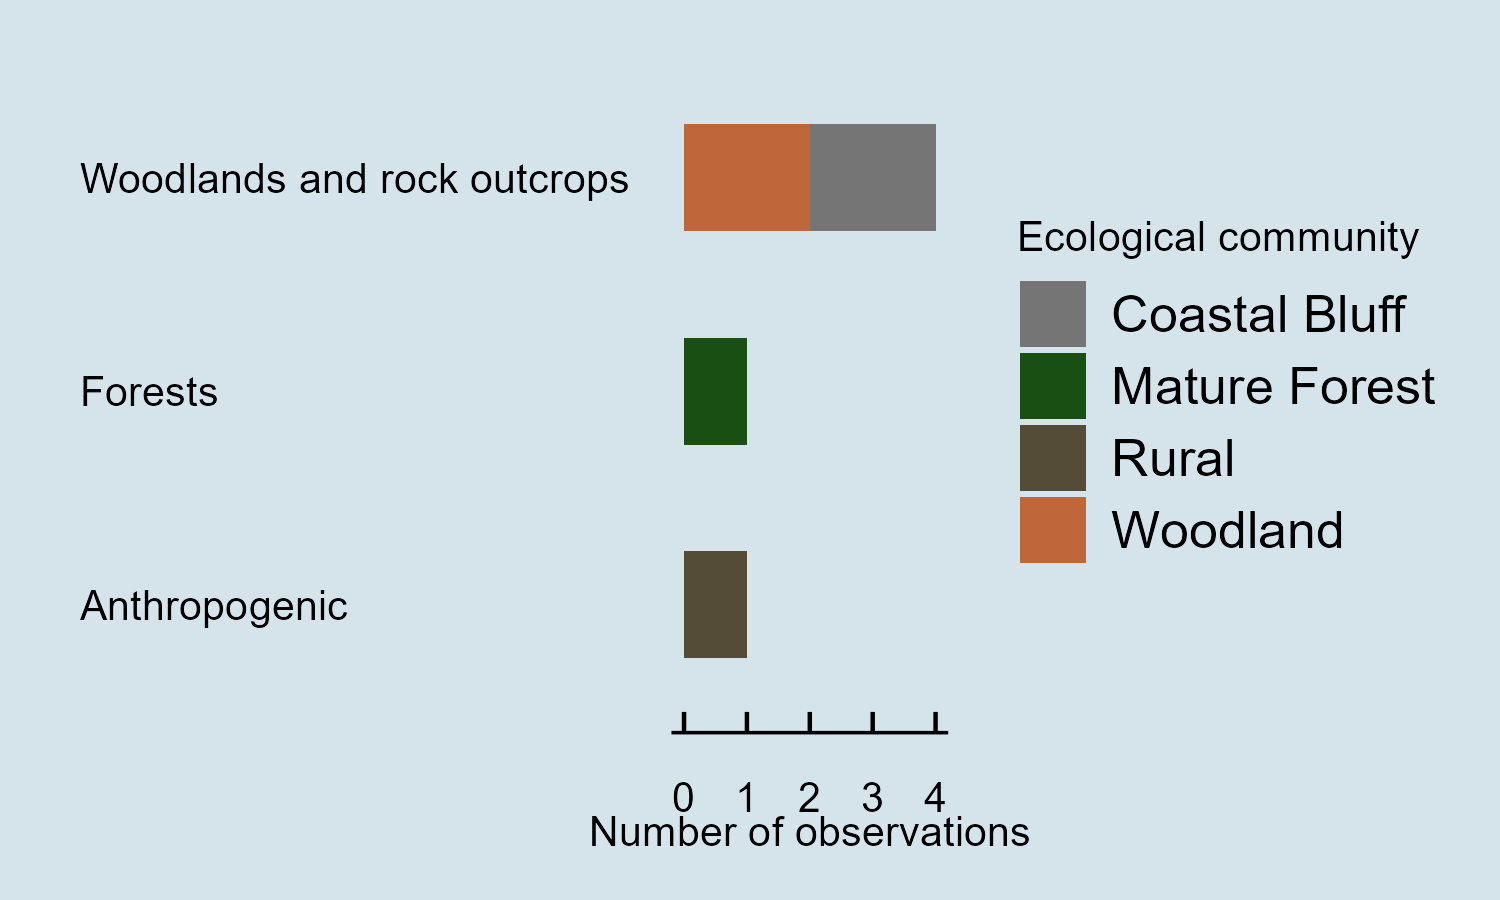 Woodlands and rock outcrops
Forests
Anthropogenic
0 1 2 3 4
Number of observations
Ecological community
Coastal Bluff
Mature Forest
Rural
Woodland